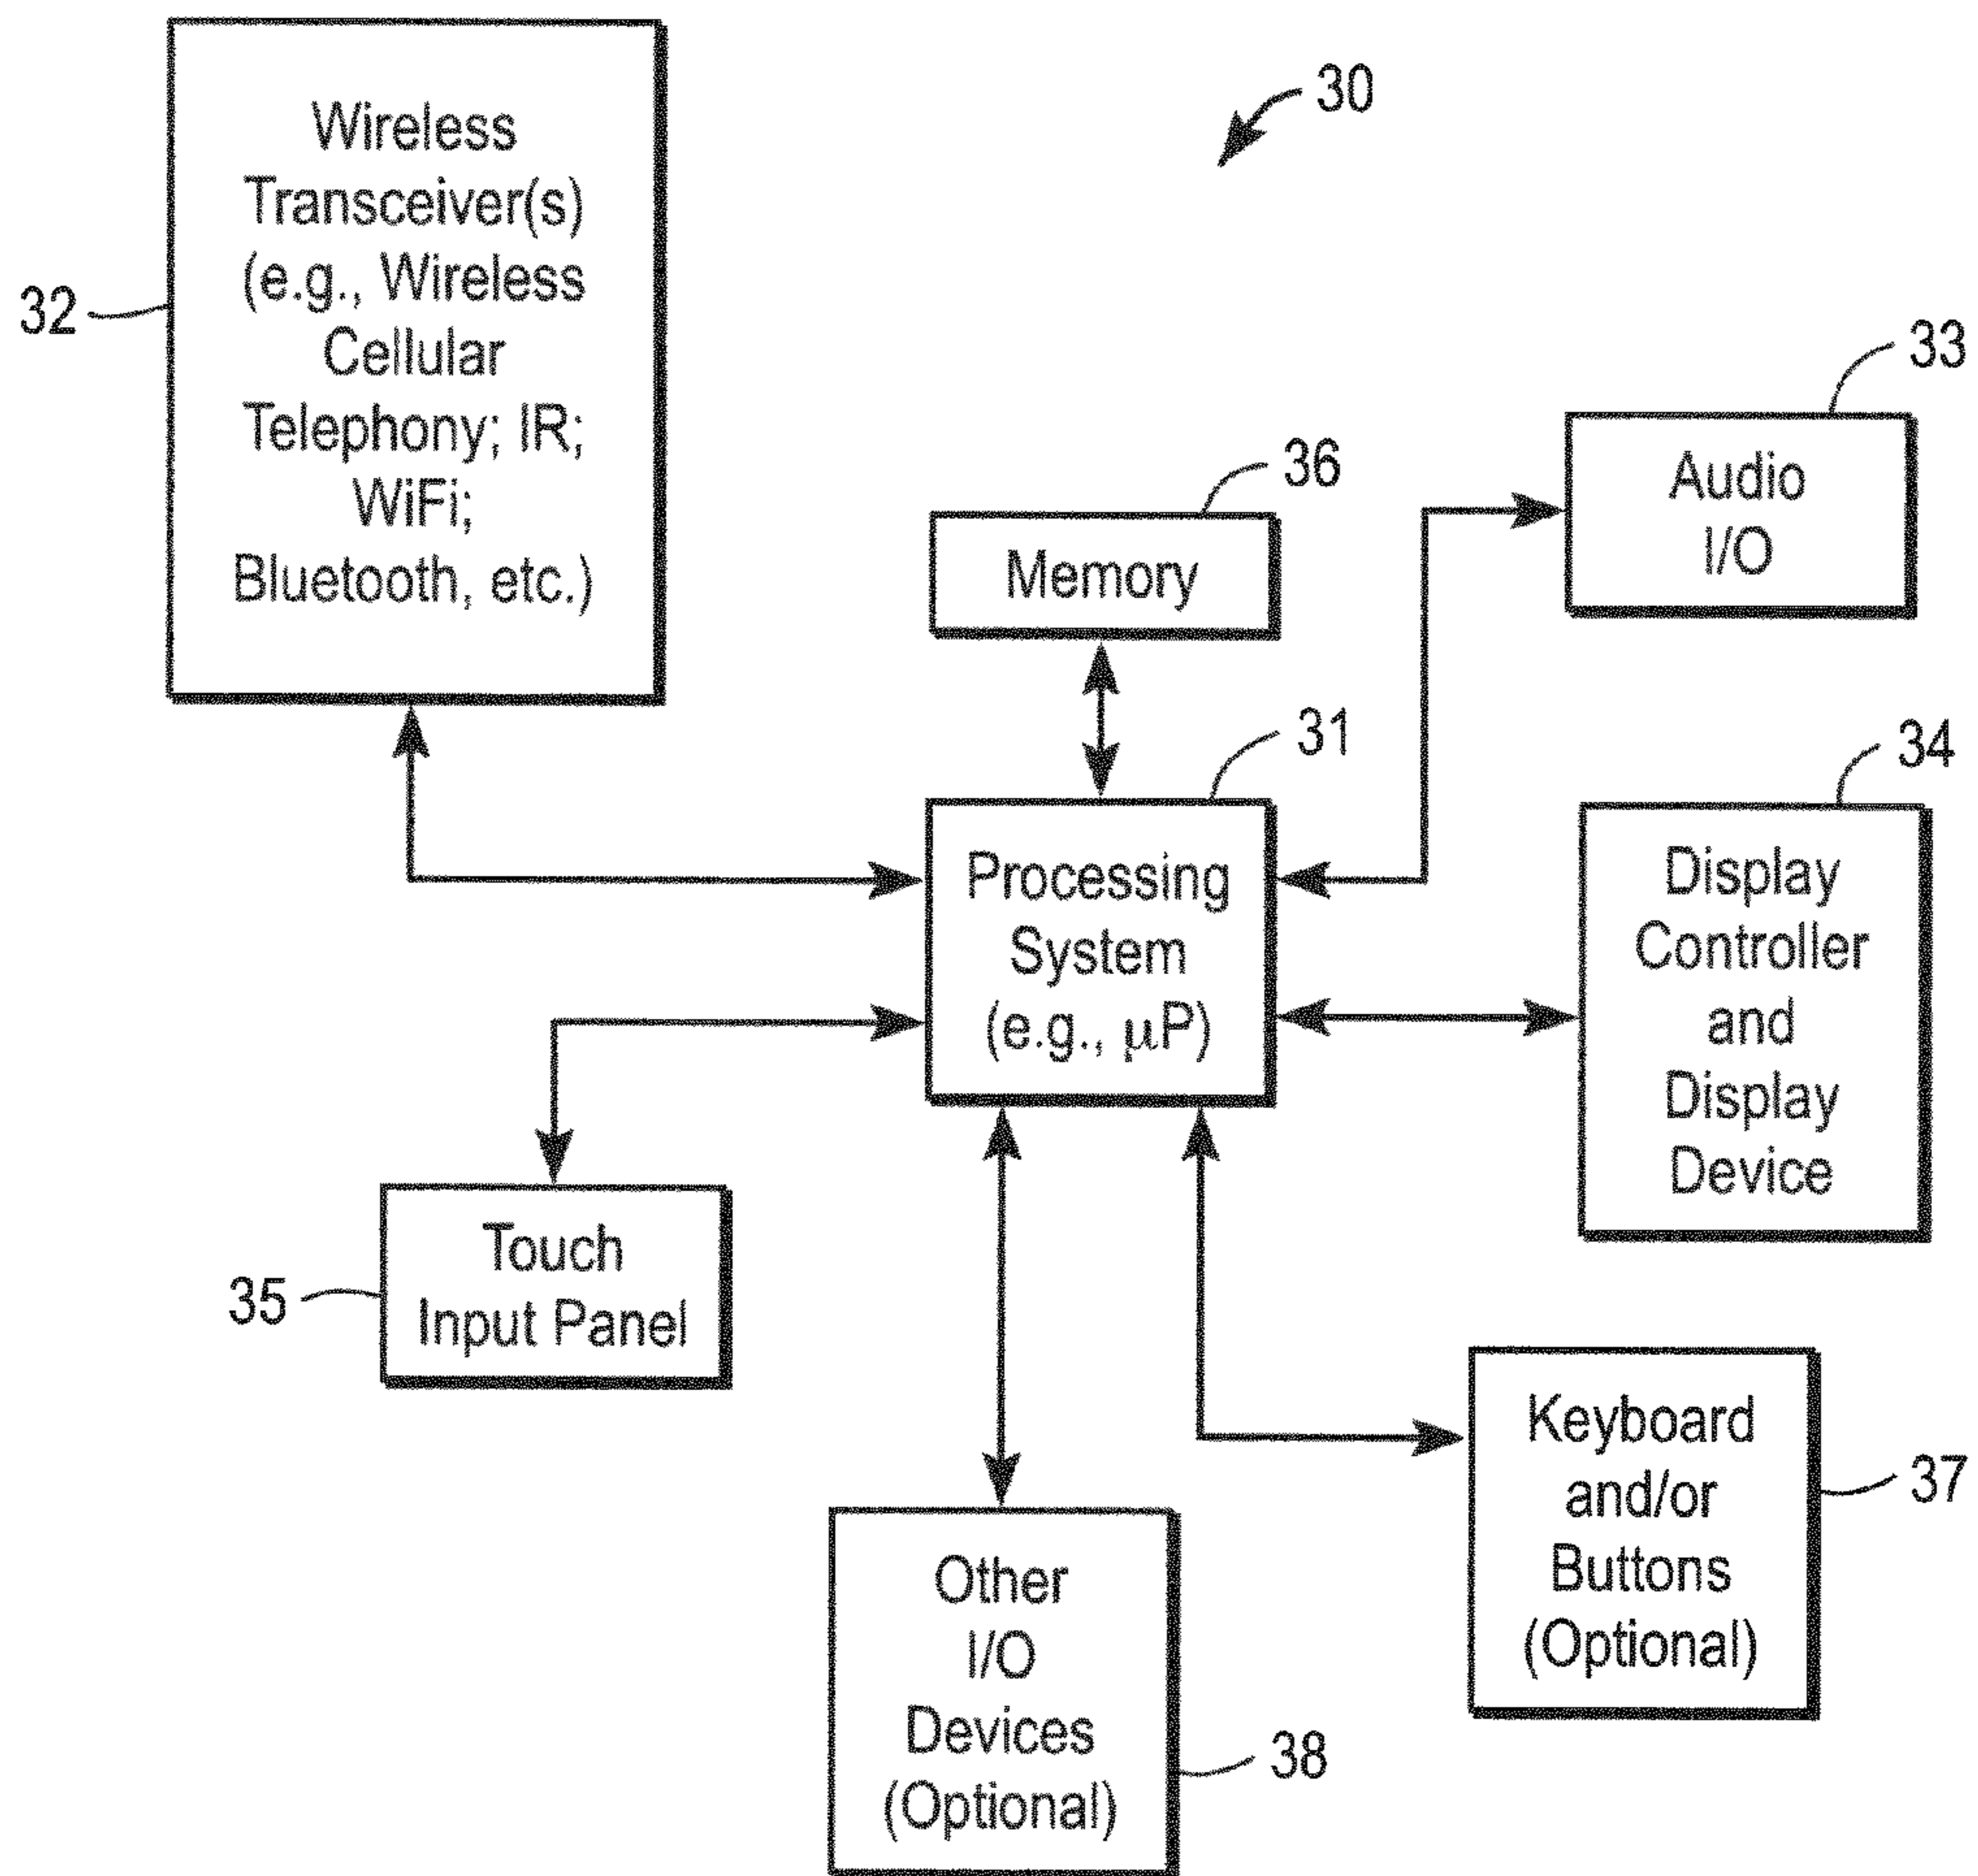 30
Wireless
Transceiver(s)
(e.g., Wireless
Cellular
Telephony; IR;
WiFi;
Bluetooth, etc.)
32
33
Audio
I/O
36
Memory
31
Processing
System
(e.g., μP)
34
Display
Controller
and
Display
Device
35
Touch
Input Panel
37
Keyboard
and/or
Buttons
(Optional)
38
Other
I/O
Devices
(Optional)